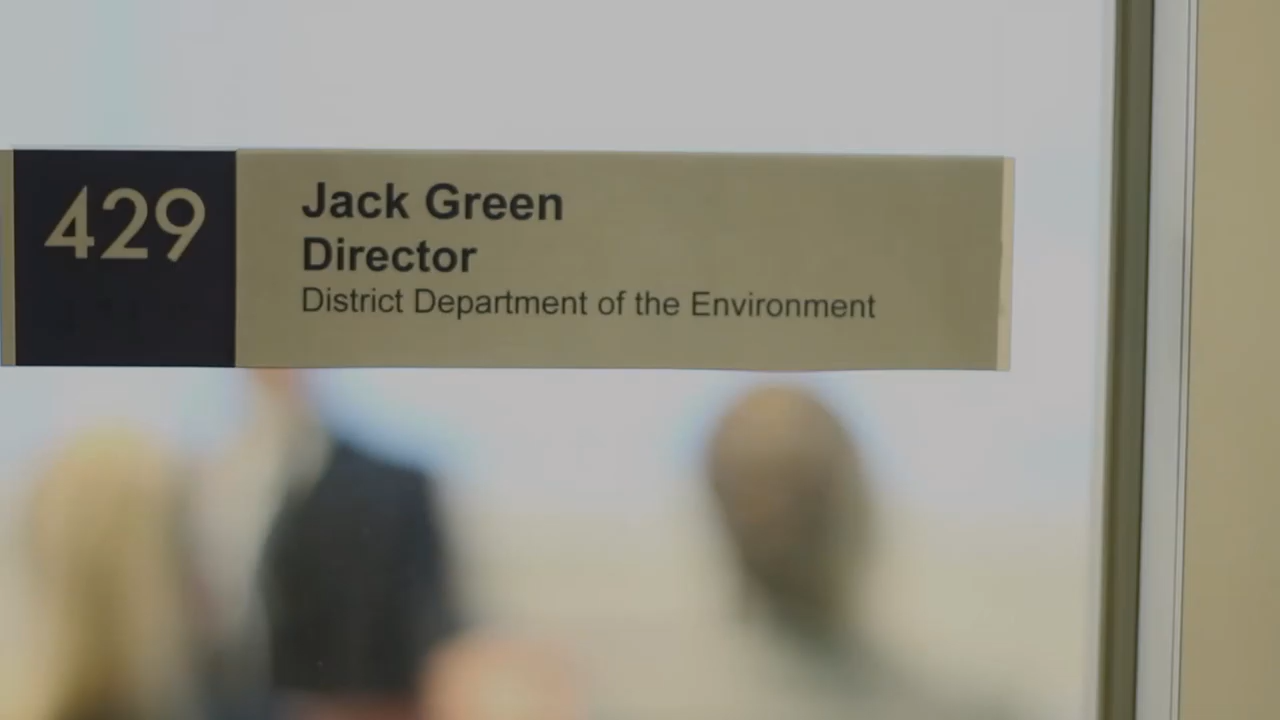 429
Jack Green
Director
District Department of the Environment